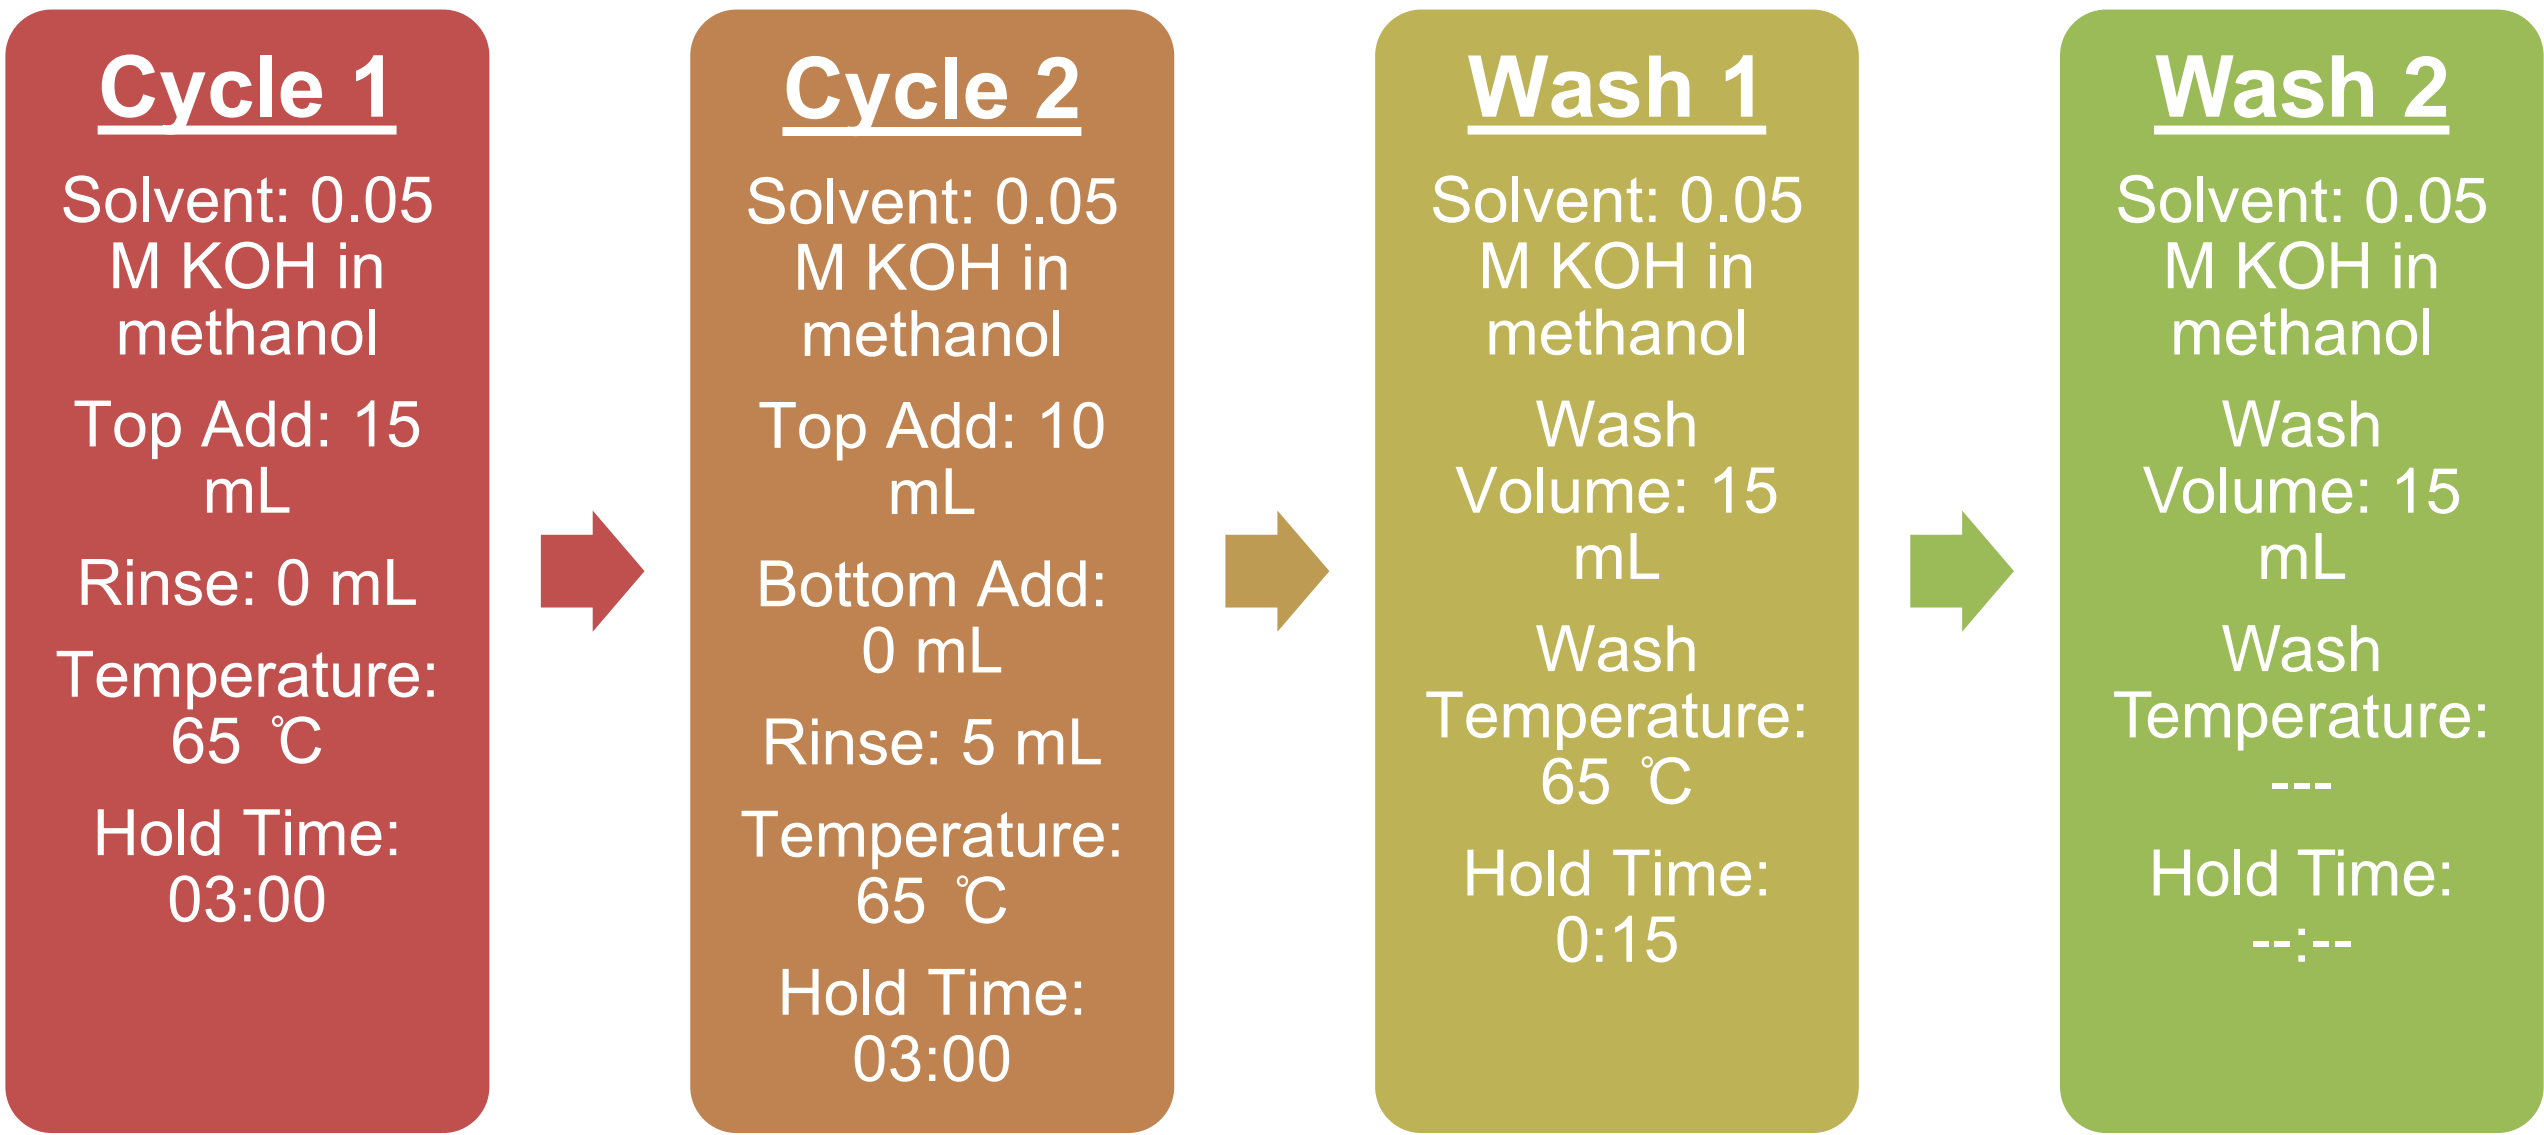 Cycle 1
Solvent: 0.05
M KOH in
methanol
Top Add: 15
mL
Rinse: 0 mL
Temperature:
65 ℃
Hold Time:
03:00
Cycle 2
Solvent: 0.05
M KOH in
methanol
Top Add: 10
mL
Bottom Add:
0 mL
Rinse: 5 mL
Temperature:
65 ℃
Hold Time:
03:00
Wash 1
Solvent: 0.05
M KOH in
methanol
Wash
Volume: 15
mL
Wash
Temperature:
65 ℃
Hold Time:
0:15
Wash 2
Solvent: 0.05
M KOH in
methanol
Wash
Volume: 15
mL
Wash
Temperature:
---
Hold Time:
--:--